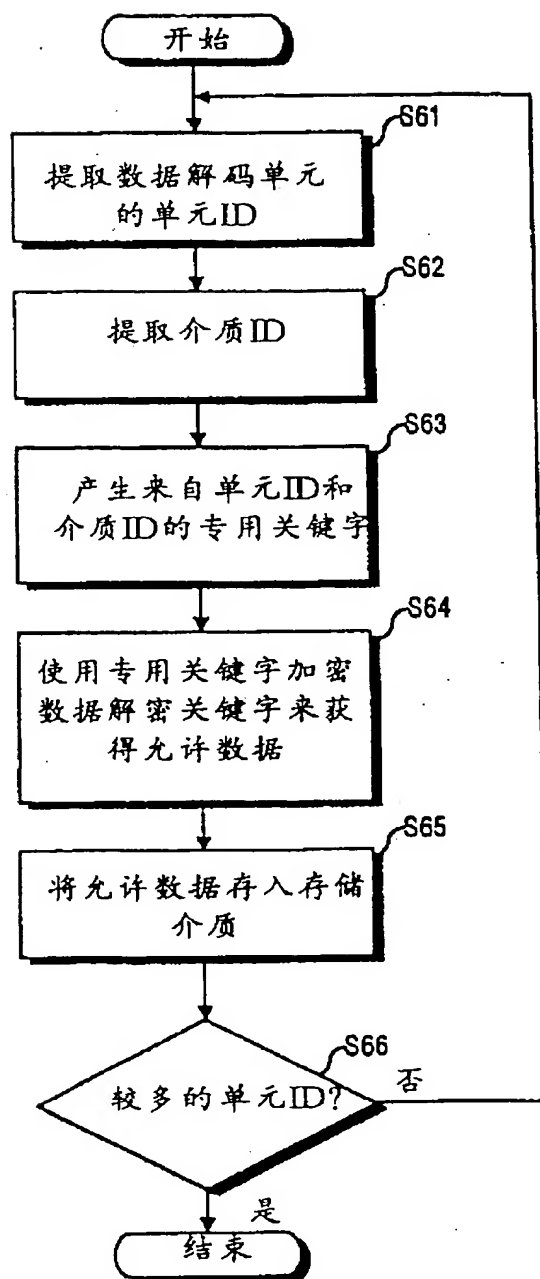 开始
S61
提取数据解码单元
的单元ID
S62
提取介质ID
S63
产生来自单元ID和
介质ID的专用关键字
S64
使用专用关键字加密
数据解密关键字来获
得允许数据
S65
将允许数据存入存储
介质
S66
较多的单元ID?
否
是
结束